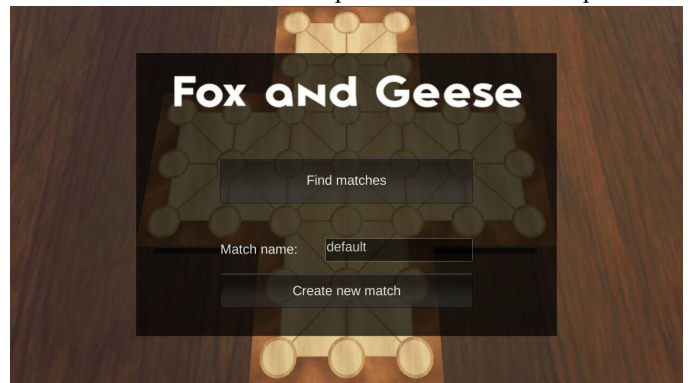 Fox and Geese
Find matches
Match name: default
Create new match